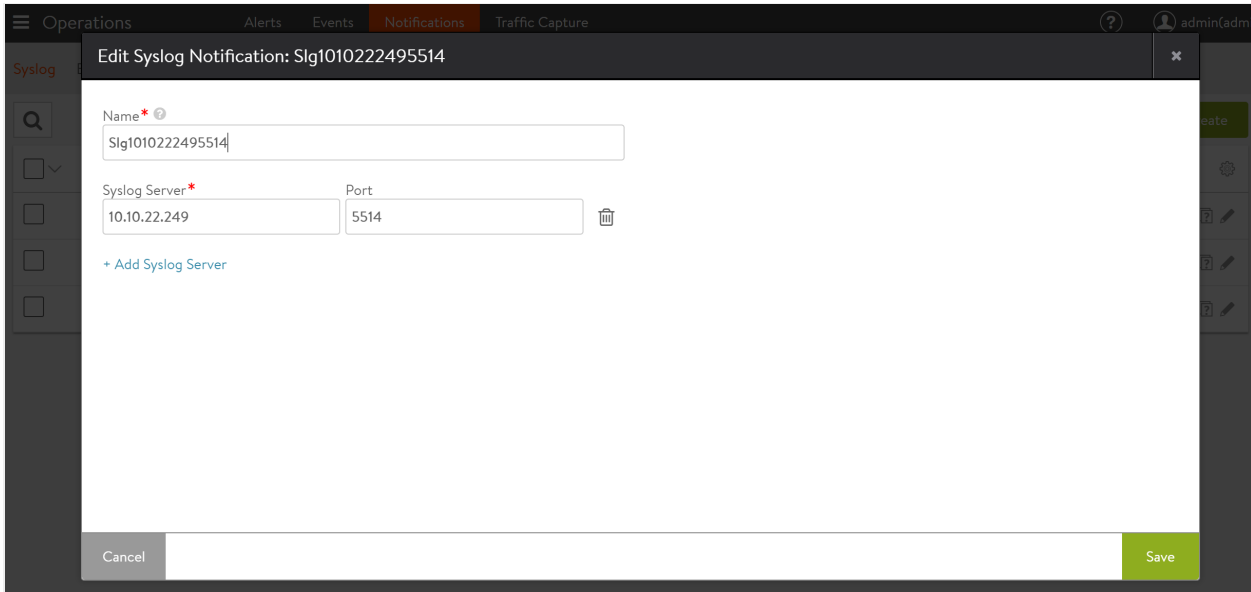 Operations Alerts Events Notifications Traffic Capture ? admin(adm
Edit Syslog Notification: Slg1010222495514
Syslog
Name* ?
Slg1010222495514
Syslog Server* Port
10.10.22.249 5514
+ Add Syslog Server
Cancel Save